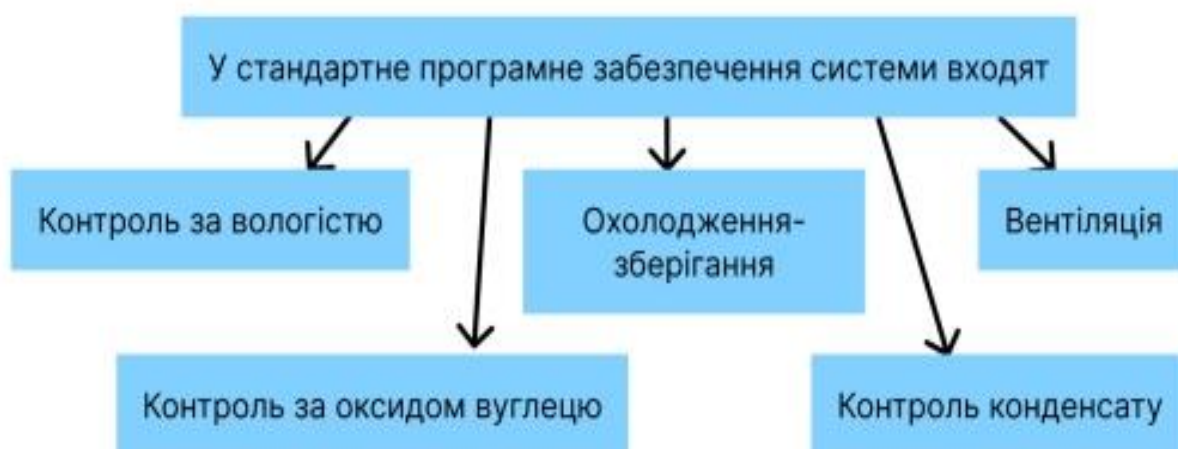 У стандартне програмне забезпечення системи входят
Контроль за вологістю
Охолодження-
зберігання
Вентіляція
Контроль за оксидом вуглецю
Контроль конденсату